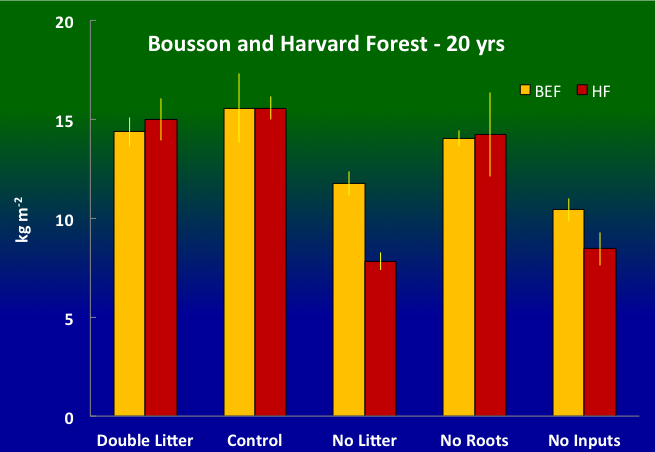 Bousson and Harvard Forest - 20 yrs
BEF HF
kg m-2
20
15
10
5
0
Double Litter Control No Litter No Roots No Inputs